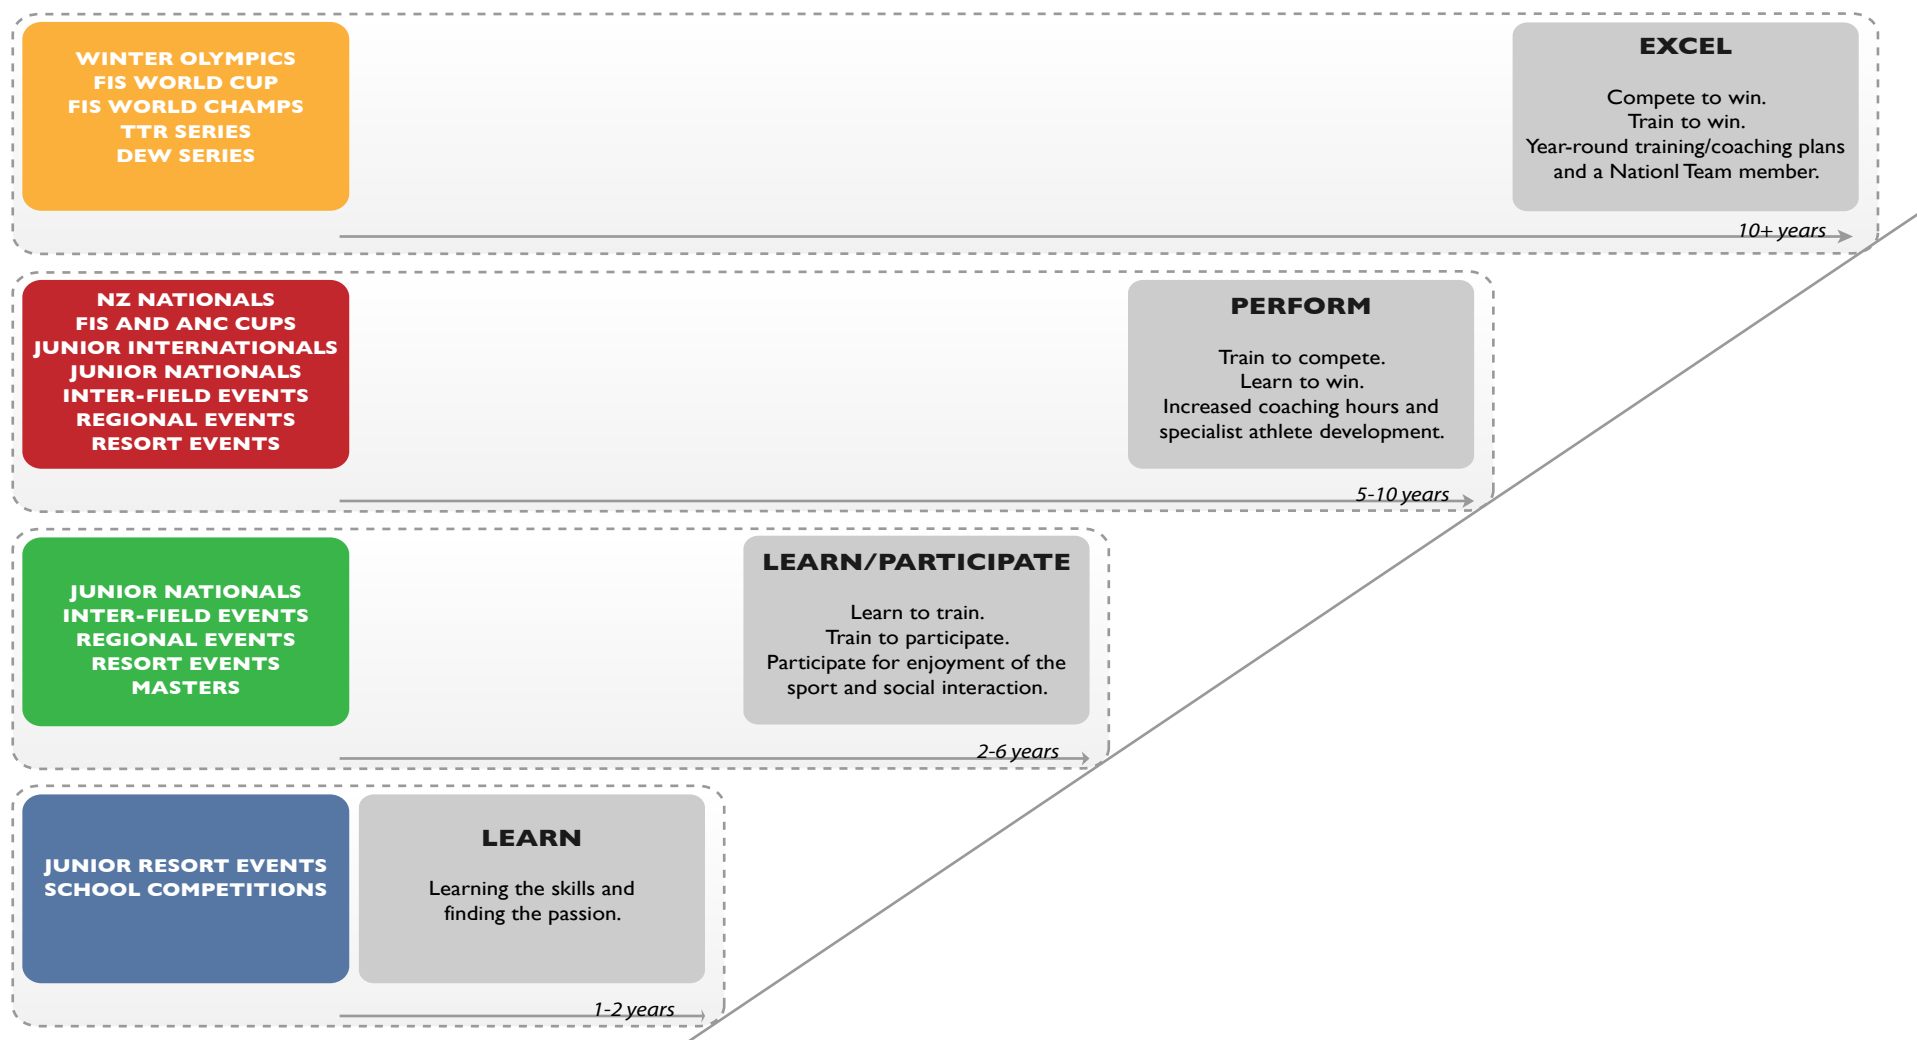 WINTER OLYMPICS
FIS WORLD CUP
FIS WORLD CHAMPS
TTR SERIES
DEW SERIES
EXCEL
Compete to win.
Train to win.
Year-round training/coaching plans
and a Nationl Team member.
10+ years
NZ NATIONALS
FIS AND ANC CUPS
JUNIOR INTERNATIONALS
JUNIOR NATIONALS
INTER-FIELD EVENTS
REGIONAL EVENTS
RESORT EVENTS
PERFORM
Train to compete.
Learn to win.
Increased coaching hours and
specialist athlete development.
5-10 years
JUNIOR NATIONALS
INTER-FIELD EVENTS
REGIONAL EVENTS
RESORT EVENTS
MASTERS
LEARN/PARTICIPATE
Learn to train.
Train to participate.
Participate for enjoyment of the
sport and social interaction.
2-6 years
JUNIOR RESORT EVENTS
SCHOOL COMPETITIONS
LEARN
Learning the skills and
finding the passion.
1-2 years